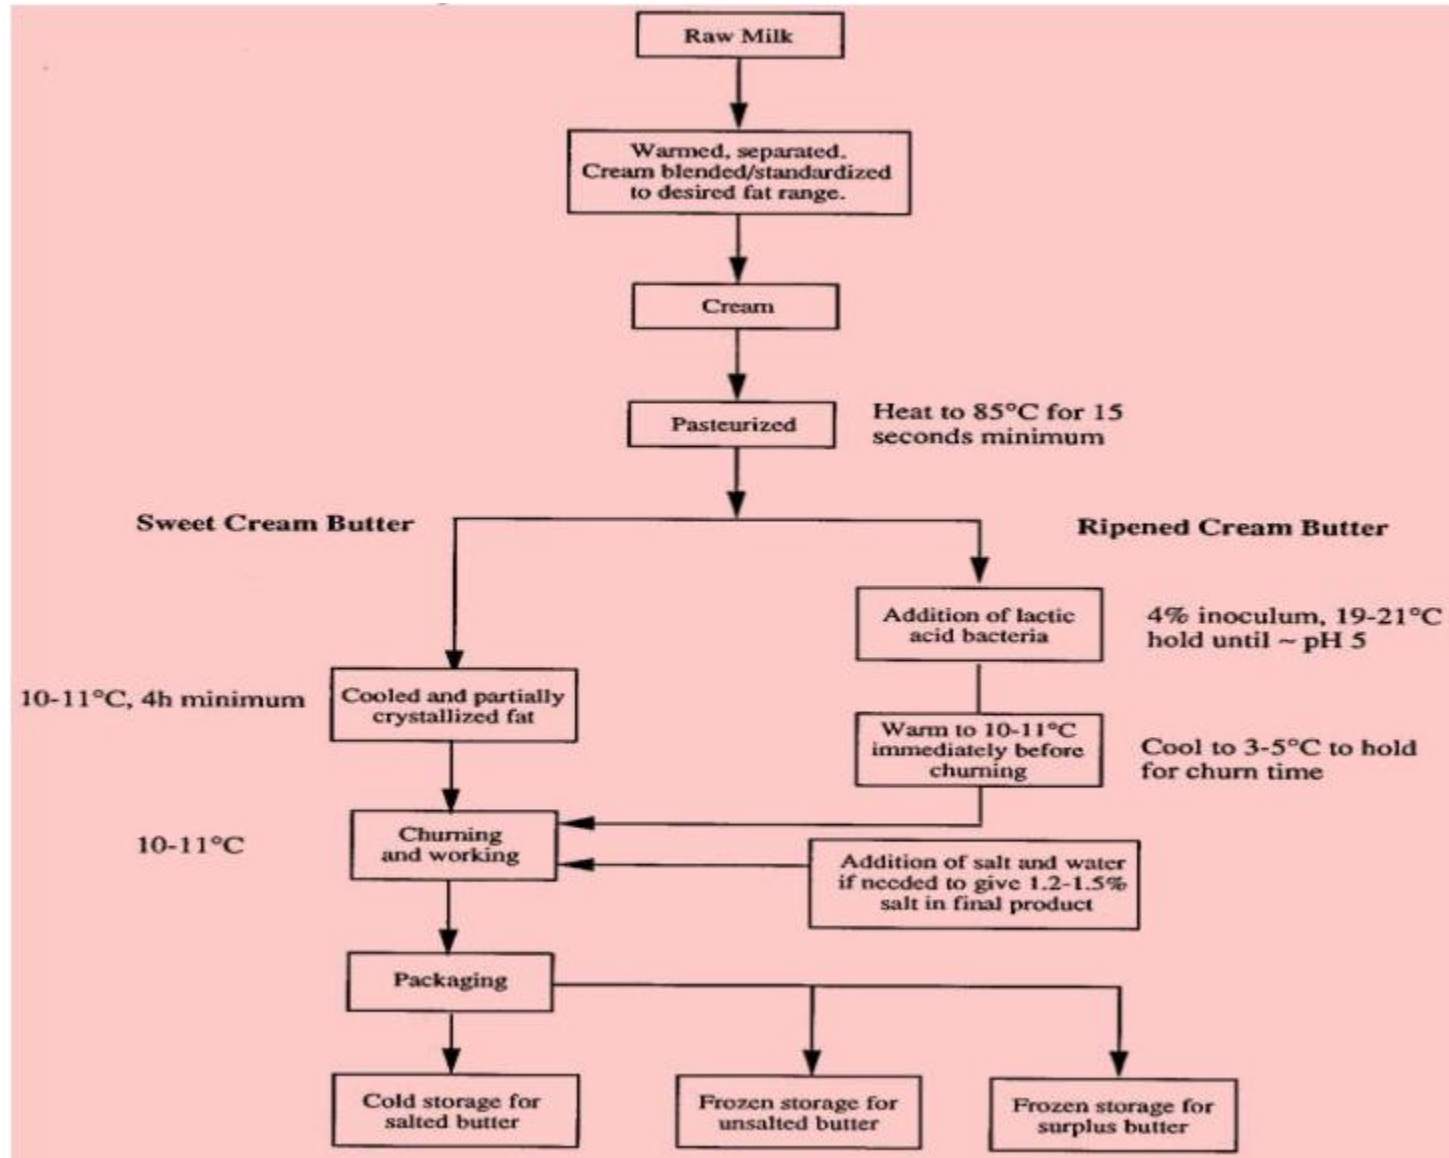 Raw Milk
Warmed, separated.
Cream blended/standardized
to desired fat range.
Cream
Pasteurized
Heat to 85°C for 15
seconds minimum
Sweet Cream Butter
Ripened Cream Butter
Addition of lactic
acid bacteria
4% inoculum, 19-21°C
hold until ~ pH 5
10-11°C, 4h minimum
Cooled and partially
crystallized fat
Warm to 10-11°C
immediately before
churning
Cool to 3-5°C to hold
for churn time
10-11°C
Churning
and working
Addition of salt and water
if needed to give 1.2-1.5%
salt in final product
Packaging
Cold storage for
salted butter
Frozen storage for
unsalted butter
Frozen storage for
surplus butter